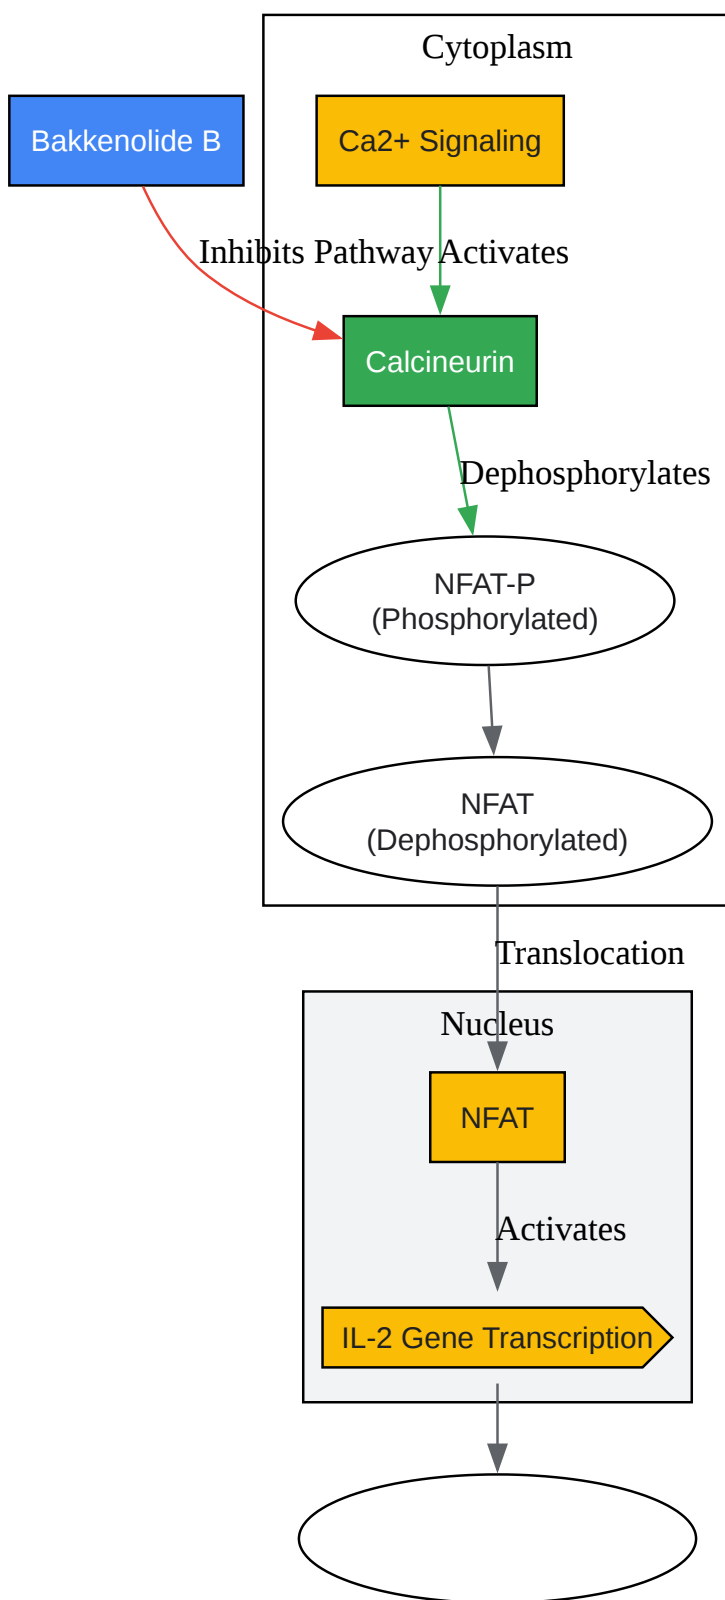 Cytoplasm
Bakkenolide B
Ca2+ Signaling
Inhibits Pathway
Activates
Calcineurin
Dephosphorylates
NFAT-P
(Phosphorylated)
NFAT
(Dephosphorylated)
Translocation
Nucleus
NFAT
Activates
IL-2 Gene Transcription